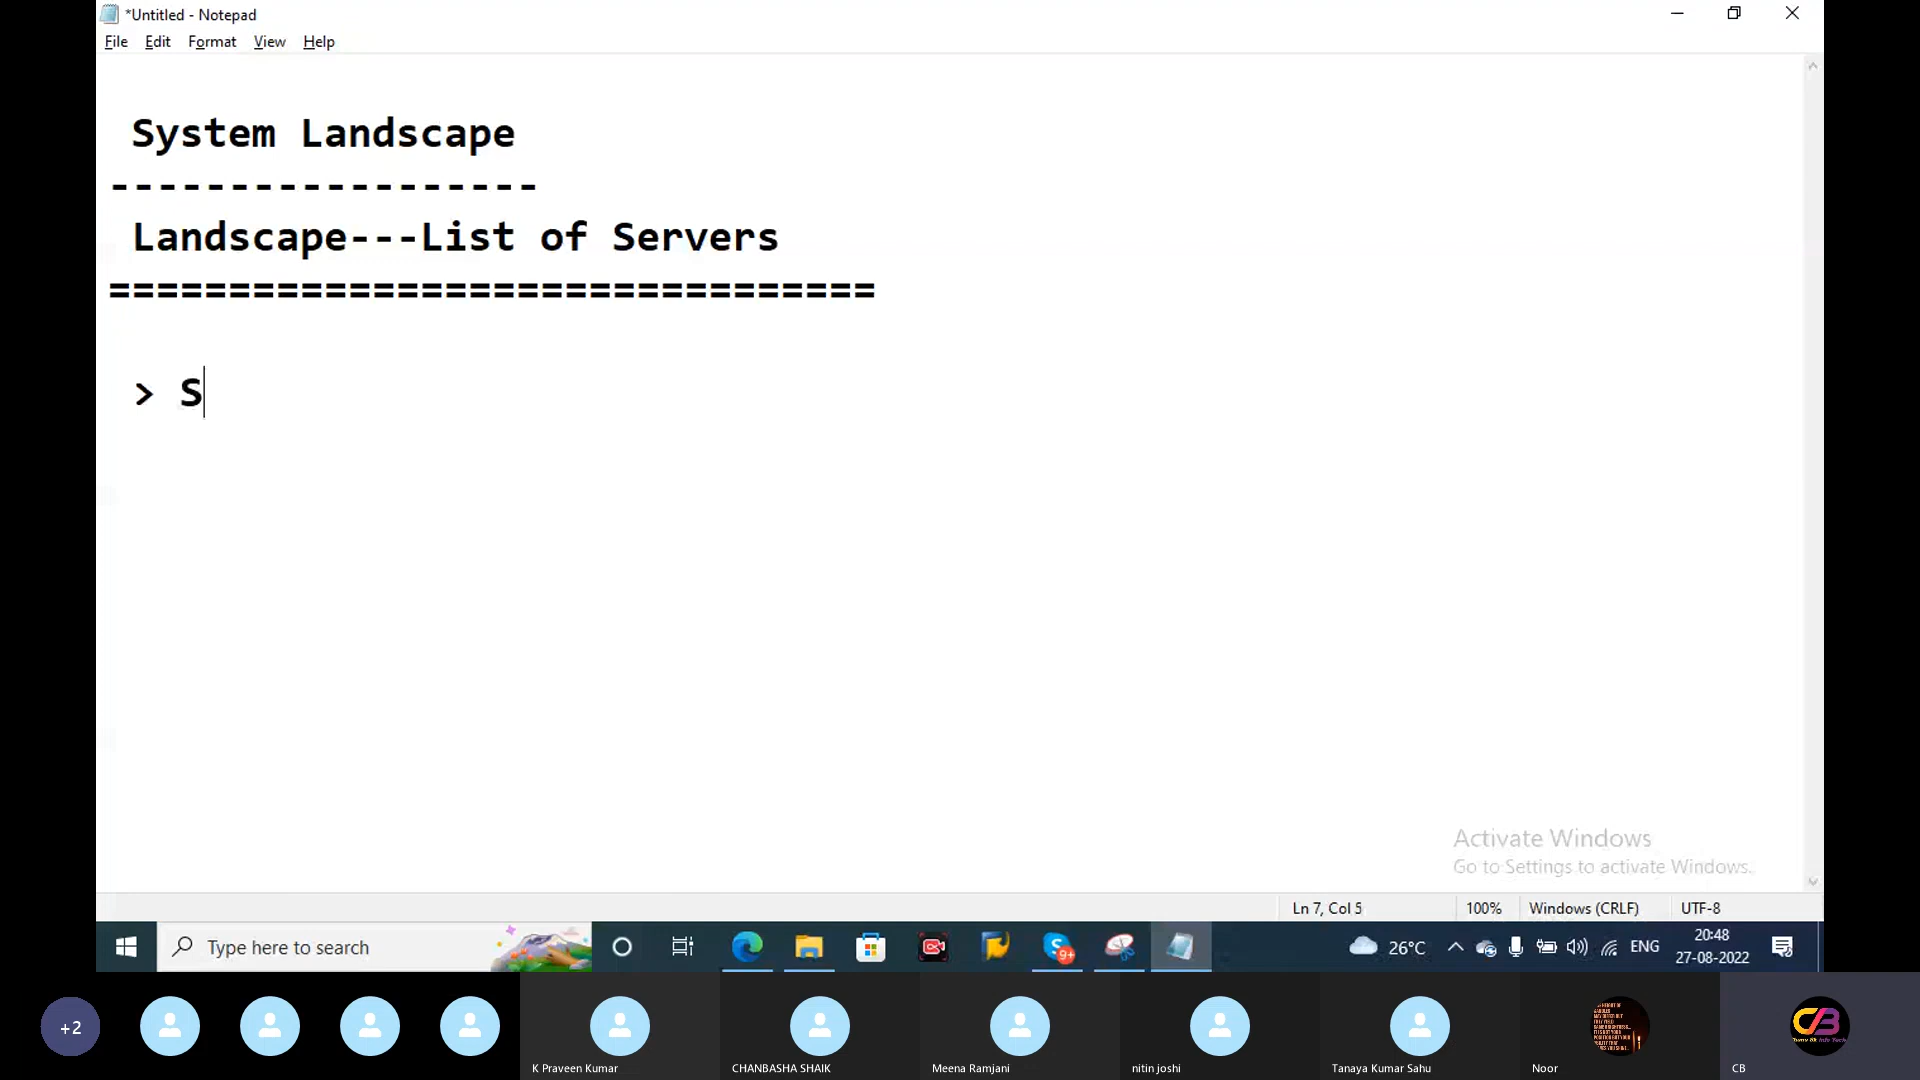 *Untitled - Notepad
File Edit Format View Help
System Landscape
------------------
Landscape---List of Servers
================================
> S
Activate Windows
Go to Settings to activate Windows.
Ln 7, Col 5 100% Windows (CRLF) UTF-8
Type here to search
9+
26°C
ENG
20:48
27-08-2022
+2
K Praveen Kumar
CHANBASHA SHAIK
Meena Ramjani
nitin joshi
Tanaya Kumar Sahu
Noor
CB